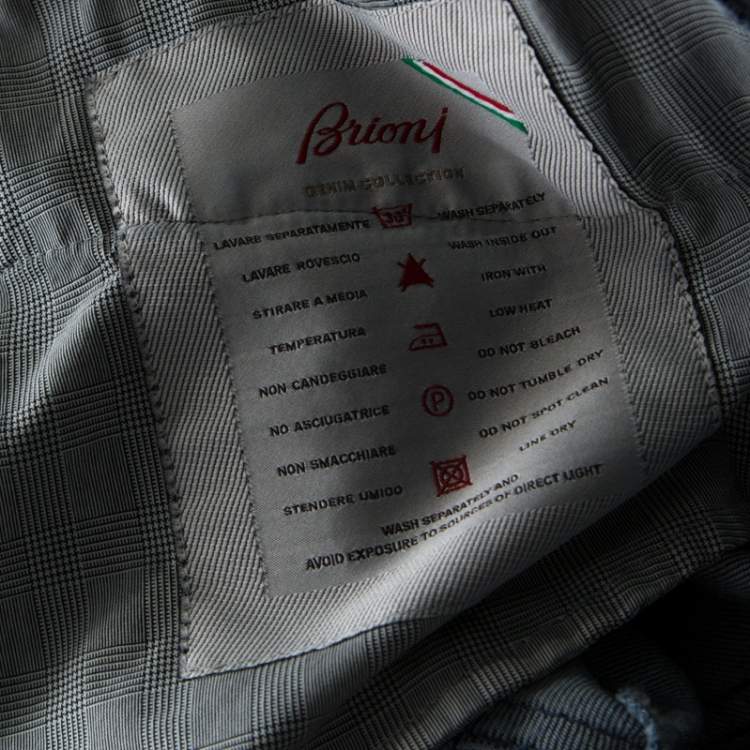 Brioni
DENIM COLLECTION
LAVARE SEPARATAMENTE 30° WASH SEPARATELY
LAVARE ROVESCIO WASH INSIDE OUT
STIRARE A MEDIA IRON WITH
TEMPERATURA LOW HEAT
NON CANDEGGIARE DO NOT BLEACH
NO ASCIUGATRICE P DO NOT TUMBLE DRY
NON SMACCHIARE DO NOT SPOT CLEAN
STENDERE UMIDO LINE DRY
WASH SEPARATELY AND
AVOID EXPOSURE TO SOURCES OF DIRECT LIGHT